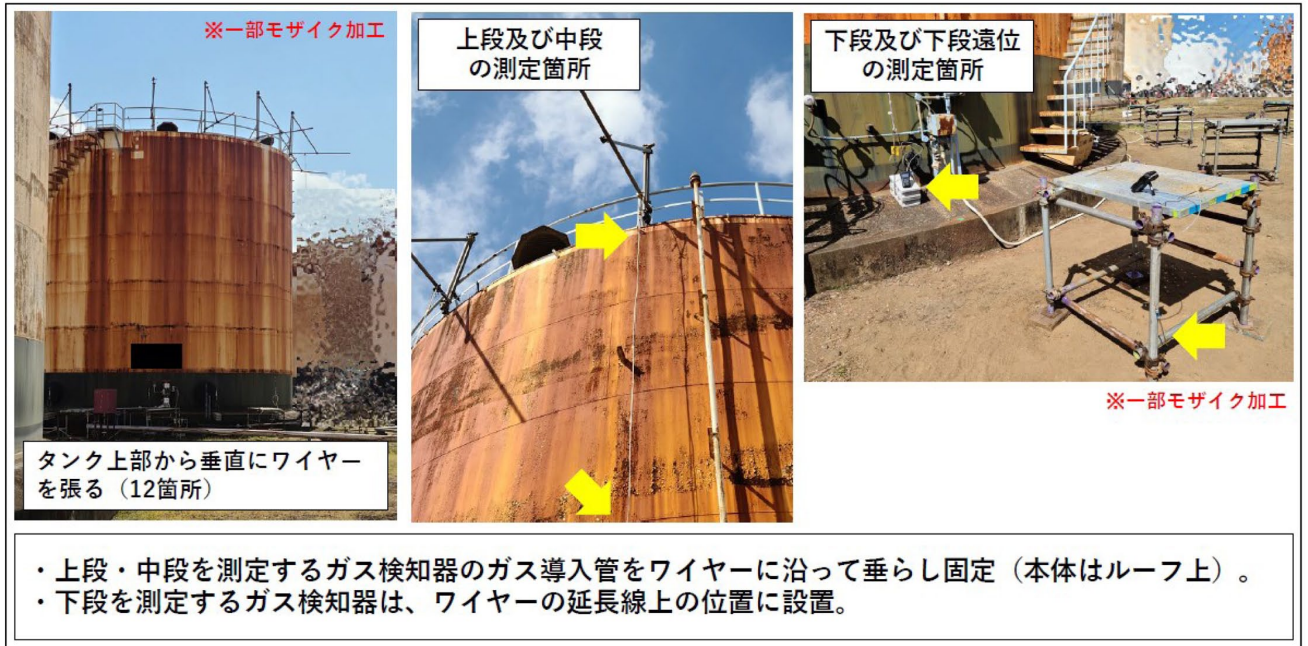 ※一部モザイク加工
タンク上部から垂直にワイヤー
を張る（12箇所）
上段及び中段
の測定箇所
下段及び下段遠位
の測定箇所
※一部モザイク加工
・上段・中段を測定するガス検知器のガス導入管をワイヤーに沿って垂らし固定（本体はルーフ上）。
・下段を測定するガス検知器は、ワイヤーの延長線上の位置に設置。